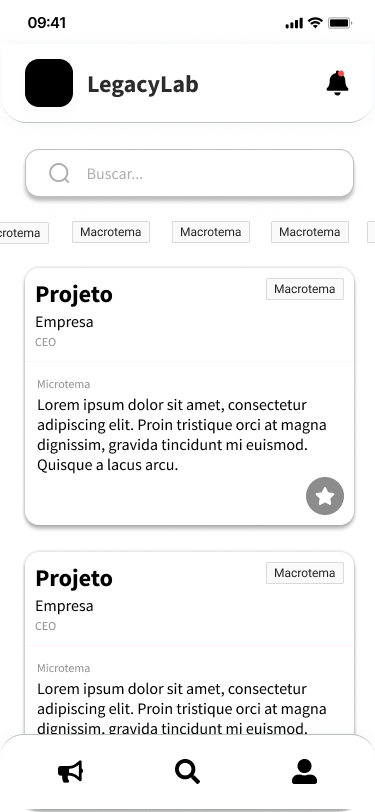 09:41
LegacyLab
Buscar...
crotema
Macrotema
Macrotema
Macrotema
Projeto
Macrotema
Empresa
CEO
Microtema
Lorem ipsum dolor sit amet, consectetur
adipiscing elit. Proin tristique orci at magna
dignissim, gravida tincidunt mi euismod.
Quisque a lacus arcu.
Projeto
Macrotema
Empresa
CEO
Microtema
Lorem ipsum dolor sit amet, consectetur
adipiscing elit. Proin tristique orci at magna
dignissim, gravida tincidunt mi euismod.